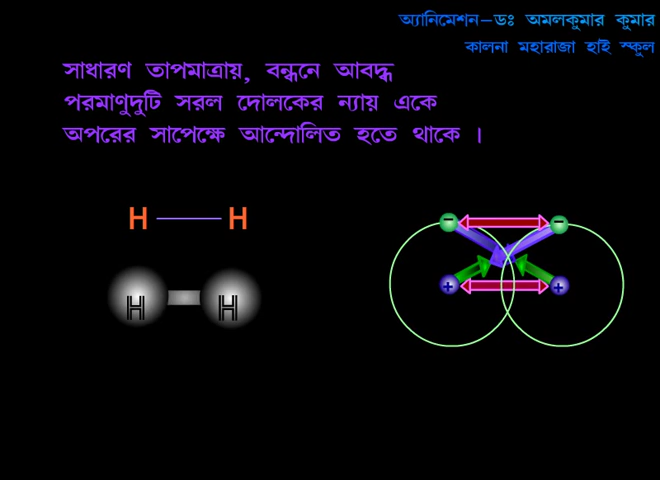 অ্যানিমেশন–ডঃ অমলকুমার কুমার
কালনা মহারাজা হাই স্কুল
সাধারণ তাপমাত্রায়, বন্ধনে আবদ্ধ
পরমাণুদুটি সরল দোলকের ন্যায় একে
অপরের সাপেক্ষে আন্দোলিত হতে থাকে ।
H — H
H H
– –
+ +